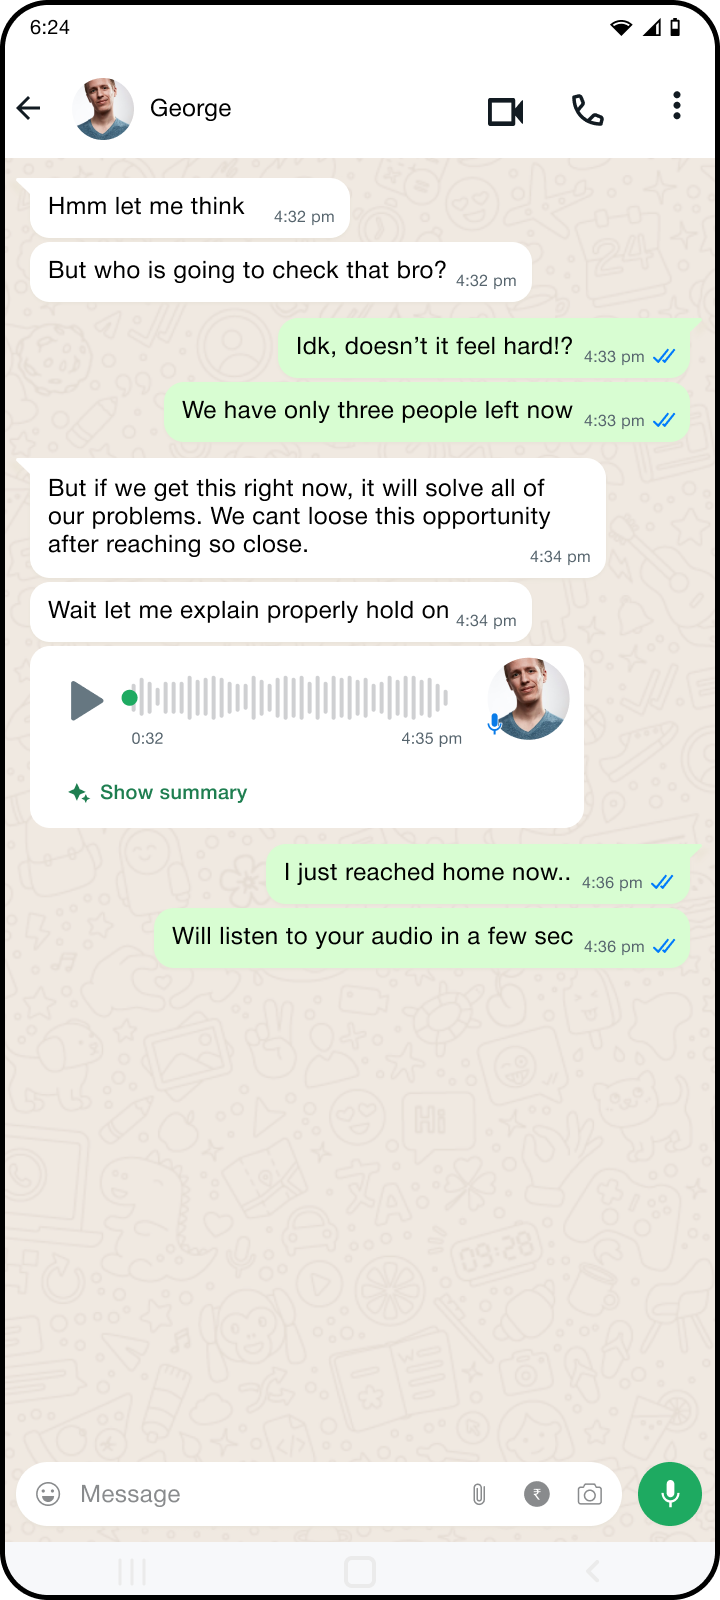 6:24
George
Hmm let me think
4:32 pm
But who is going to check that bro?
4:32 pm
Idk, doesn’t it feel hard!?
4:33 pm
We have only three people left now
4:33 pm
But if we get this right now, it will solve all of
our problems. We cant loose this opportunity
after reaching so close.
4:34 pm
Wait let me explain properly hold on
4:34 pm
0:32
4:35 pm
Show summary
I just reached home now..
4:36 pm
Will listen to your audio in a few sec
4:36 pm
Message
₹